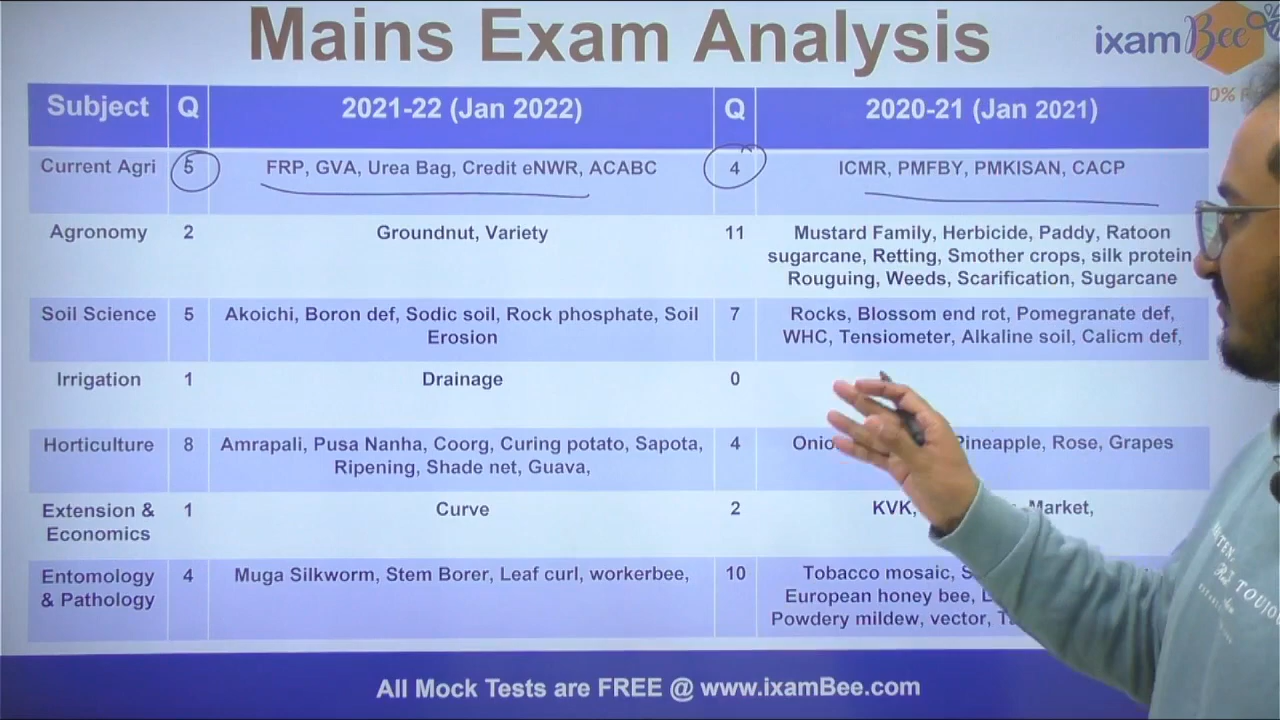 Mains Exam Analysis
ixamBee
Subject Q 2021-22 (Jan 2022) Q 2020-21 (Jan 2021)
Current Agri 5 FRP, GVA, Urea Bag, Credit eNWR, ACABC 4 ICMR, PMFBY, PMKISAN, CACP
Agronomy 2 Groundnut, Variety 11 Mustard Family, Herbicide, Paddy, Ratoon
sugarcane, Retting, Smother crops, silk protein
Rouguing, Weeds, Scarification, Sugarcane
Soil Science 5 Akoichi, Boron def, Sodic soil, Rock phosphate, Soil
Erosion
7 Rocks, Blossom end rot, Pomegranate def,
WHC, Tensiometer, Alkaline soil, Calicm def,
Irrigation 1 Drainage 0
Horticulture 8 Amrapali, Pusa Nanha, Coorg, Curing potato, Sapota,
Ripening, Shade net, Guava,
4 Pineapple, Rose, Grapes
Extension &
Economics
1 Curve 2 KVK, Market,
Entomology
& Pathology
4 Muga Silkworm, Stem Borer, Leaf curl, workerbee,
10 Tobacco mosaic,
European honey bee,
Powdery mildew, vector,
All Mock Tests are FREE @ www.ixamBee.com